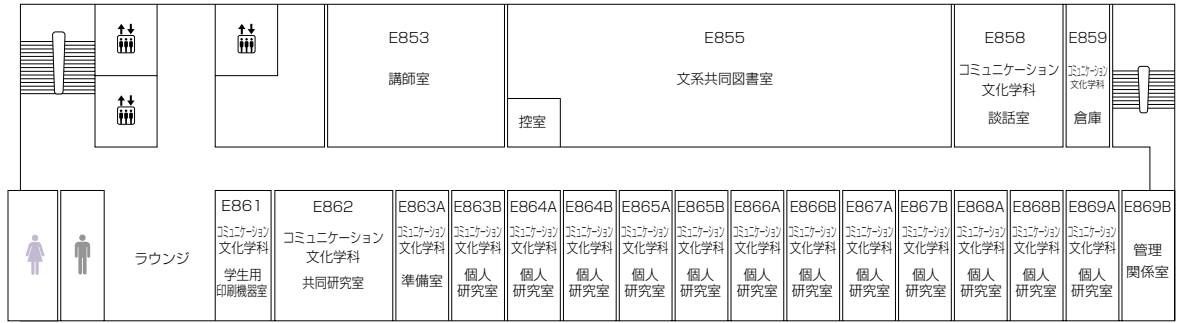 E853
講師室
E855
文系共同図書室
控室
E858
コミュニケーション
文化学科
談話室
E859
コミュニケーション
文化学科
倉庫
ラウンジ
E861
コミュニケーション
文化学科
学生用
印刷機器室
E862
コミュニケーション
文化学科
共同研究室
E863A
コミュニケーション
文化学科
準備室
E863B
コミュニケーション
文化学科
個人
研究室
E864A
コミュニケーション
文化学科
個人
研究室
E864B
コミュニケーション
文化学科
個人
研究室
E865A
コミュニケーション
文化学科
個人
研究室
E865B
コミュニケーション
文化学科
個人
研究室
E866A
コミュニケーション
文化学科
個人
研究室
E866B
コミュニケーション
文化学科
個人
研究室
E867A
コミュニケーション
文化学科
個人
研究室
E867B
コミュニケーション
文化学科
個人
研究室
E868A
コミュニケーション
文化学科
個人
研究室
E868B
コミュニケーション
文化学科
個人
研究室
E869A
コミュニケーション
文化学科
個人
研究室
E869B
管理
関係室